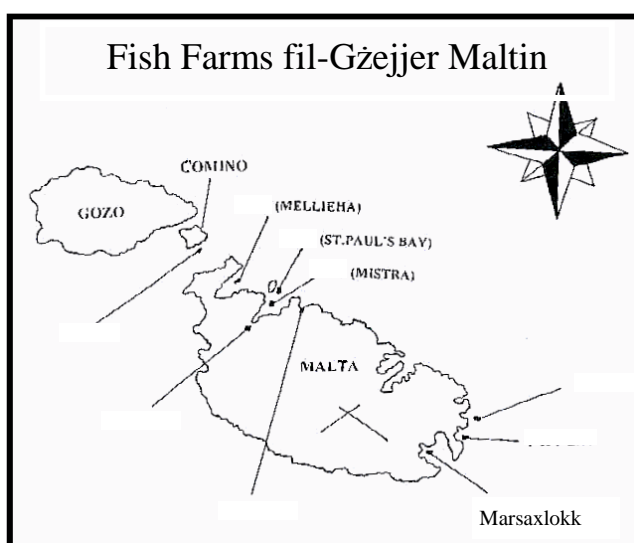 Fish Farms fil-Gżejjer Maltin
COMINO
GOZO
(MELLIEHA)
(ST.PAUL'S BAY)
(MISTRA)
MALTA
Marsaxlokk